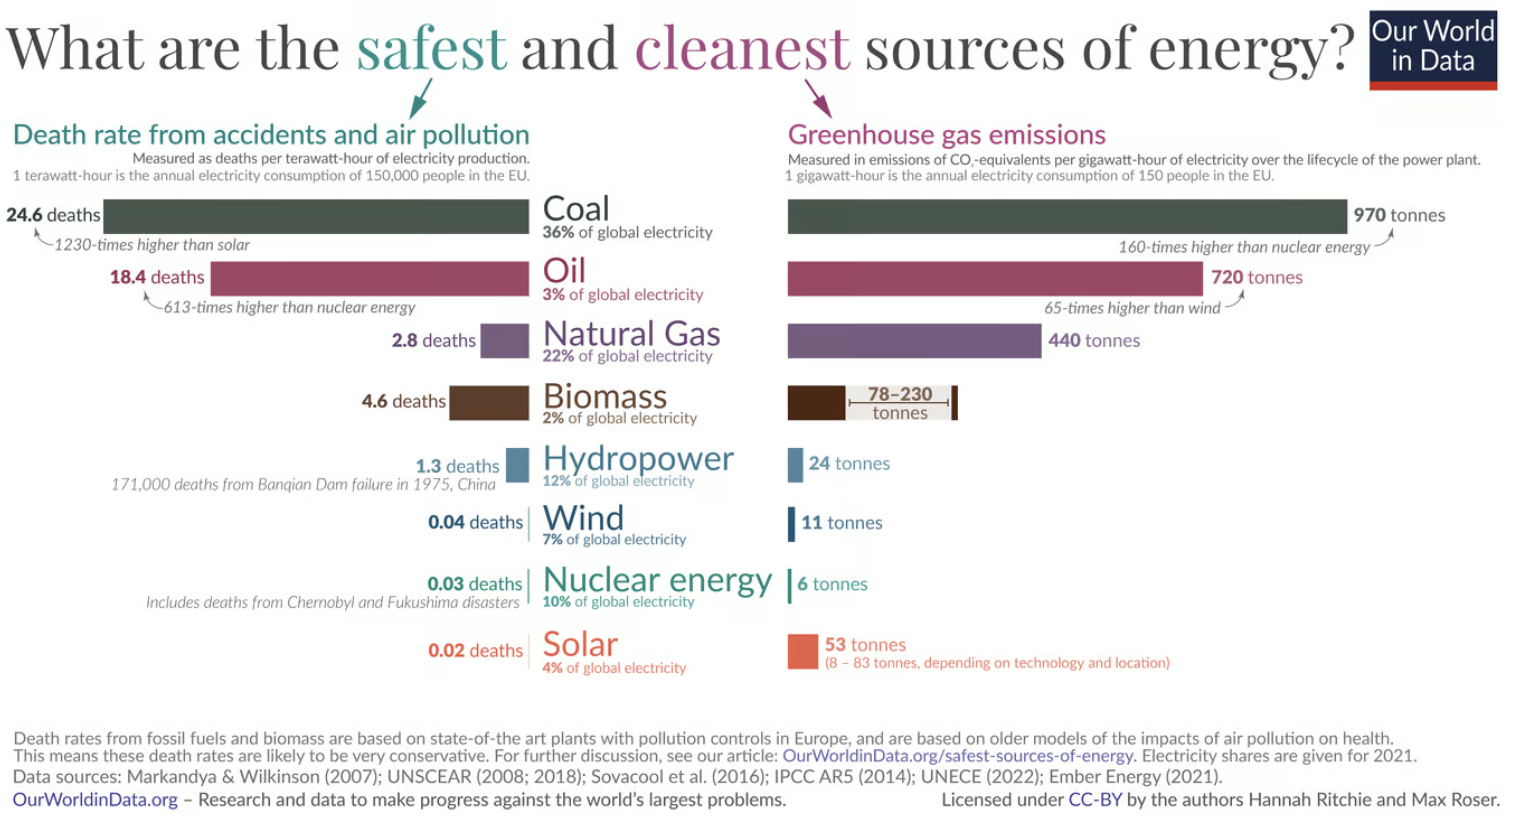 What are the safest and cleanest sources of energy?
Our World
in Data
Death rate from accidents and air pollution
Measured as deaths per terawatt-hour of electricity production.
1 terawatt-hour is the annual electricity consumption of 150,000 people in the EU.
Greenhouse gas emissions
Measured in emissions of CO₂-equivalents per gigawatt-hour of electricity over the lifecycle of the power plant.
1 gigawatt-hour is the annual electricity consumption of 150 people in the EU.
24.6 deaths
1230-times higher than solar
Coal
36% of global electricity
970 tonnes
160-times higher than nuclear energy
18.4 deaths
613-times higher than nuclear energy
Oil
3% of global electricity
720 tonnes
65-times higher than wind
2.8 deaths
Natural Gas
22% of global electricity
440 tonnes
4.6 deaths
Biomass
2% of global electricity
78–230
tonnes
1.3 deaths
171,000 deaths from Banqian Dam failure in 1975, China
Hydropower
12% of global electricity
24 tonnes
0.04 deaths
Wind
7% of global electricity
11 tonnes
0.03 deaths
Includes deaths from Chernobyl and Fukushima disasters
Nuclear energy
10% of global electricity
6 tonnes
0.02 deaths
Solar
4% of global electricity
53 tonnes
(8 – 83 tonnes, depending on technology and location)
Death rates from fossil fuels and biomass are based on state-of-the art plants with pollution controls in Europe, and are based on older models of the impacts of air pollution on health.
This means these death rates are likely to be very conservative. For further discussion, see our article: OurWorldinData.org/safest-sources-of-energy. Electricity shares are given for 2021.
Data sources: Markandya & Wilkinson (2007); UNSCEAR (2008; 2018); Sovacool et al. (2016); IPCC AR5 (2014); UNECE (2022); Ember Energy (2021).
OurWorldinData.org – Research and data to make progress against the world's largest problems.
Licensed under CC-BY by the authors Hannah Ritchie and Max Roser.